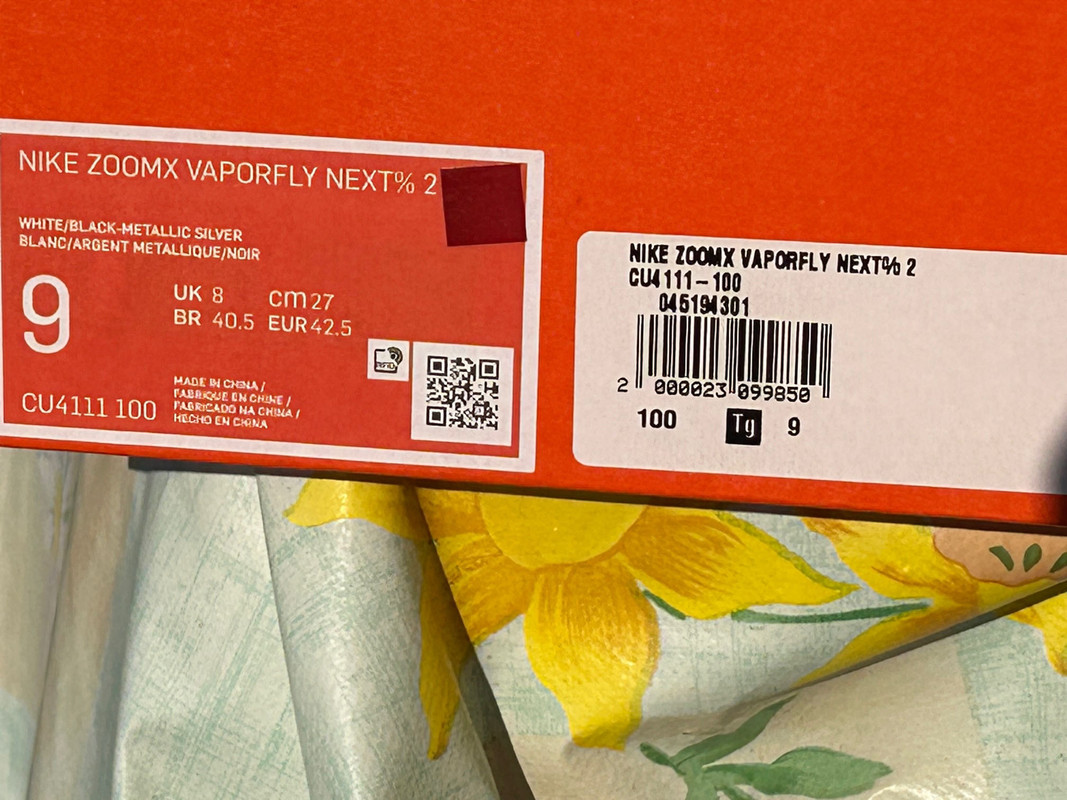 NIKE ZOOMX VAPORFLY NEXT% 2
WHITE/BLACK-METALLIC SILVER
BLANC/ARGENT METALLIQUE/NOIR
9
UK 8 cm 27
BR 40.5 EUR 42.5
CU4111 100
MADE IN CHINA /
FABRIQUE EN CHINE /
FABRICADO NA CHINA /
HECHO EN CHINA
NIKE ZOOMX VAPORFLY NEXT% 2
CU4111-100
045194301
2 000023 099850
100 Tg 9